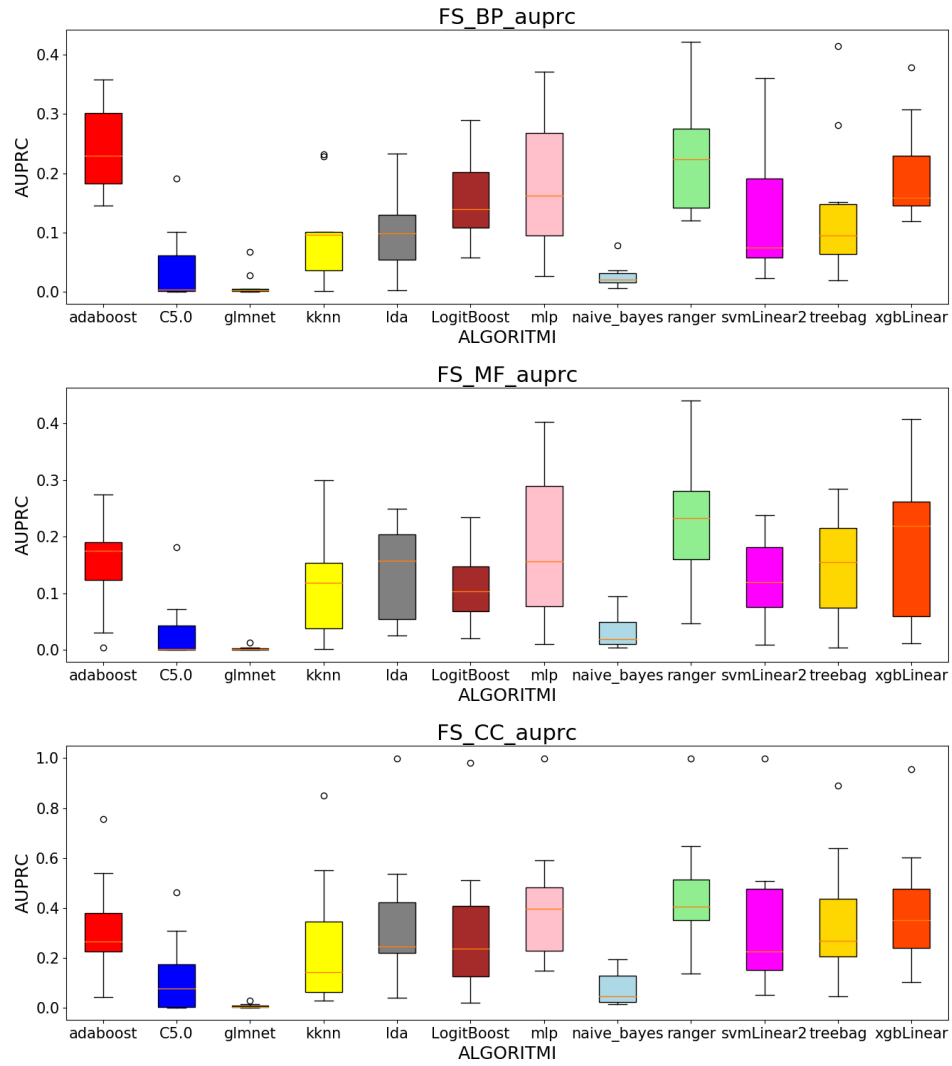 FS_BP_auprc
0.4
0.3
0.2
0.1
0.0
AUPRC
adaboost C5.0 glmnet kknn lda LogitBoost mlp naive_bayes ranger svmLinear2 treebag xgbLinear
ALGORITMI
FS_MF_auprc
0.4
0.3
0.2
0.1
0.0
AUPRC
adaboost C5.0 glmnet kknn lda LogitBoost mlp naive_bayes ranger svmLinear2 treebag xgbLinear
ALGORITMI
FS_CC_auprc
1.0
0.8
0.6
0.4
0.2
0.0
AUPRC
adaboost C5.0 glmnet kknn lda LogitBoost mlp naive_bayes ranger svmLinear2 treebag xgbLinear
ALGORITMI